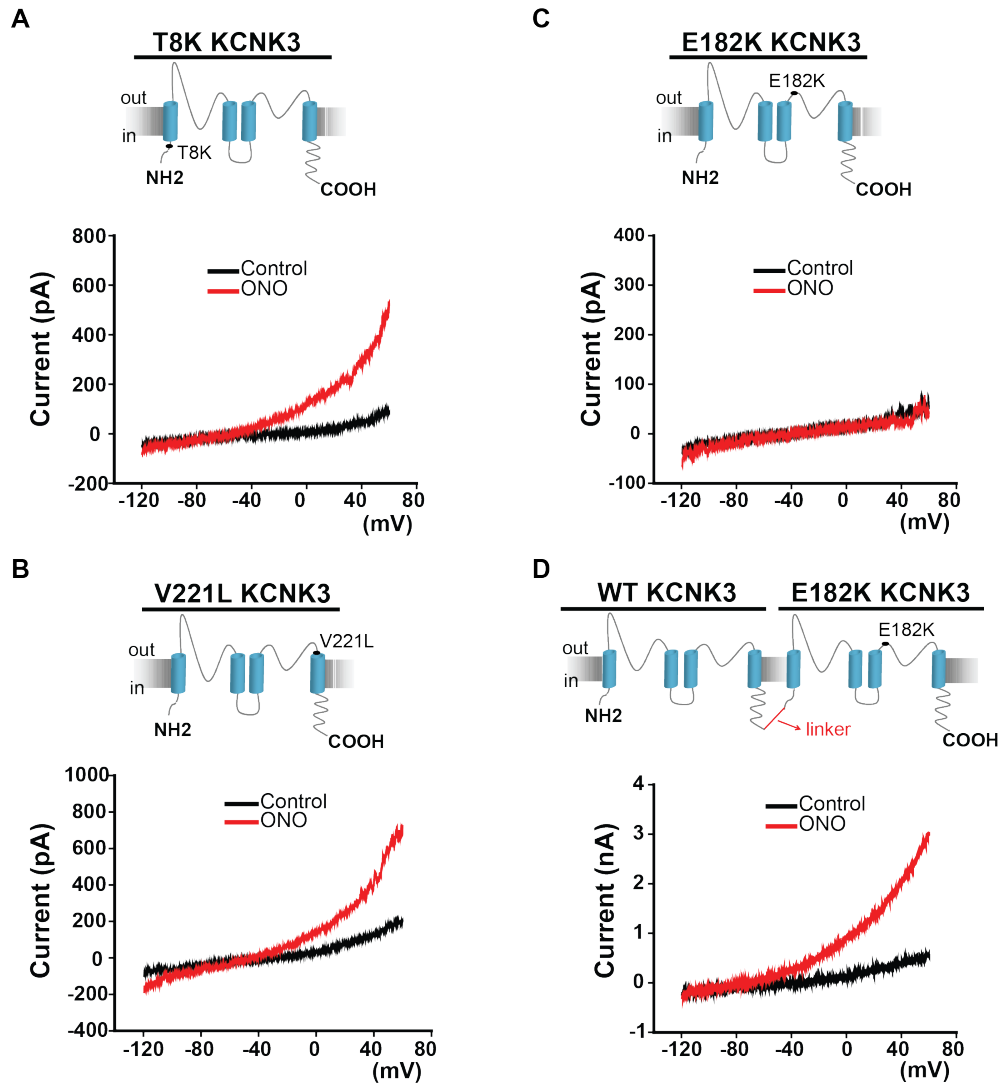 A
T8K KCNK3
out
in
T8K
NH2
COOH
800
600
400
200
0
-200
Current (pA)
Control
ONO
-120 -80 -40 0 40 80
(mV)
B
V221L KCNK3
V221L
out
in
NH2
COOH
1000
800
600
400
200
0
-200
-400
Current (pA)
Control
ONO
-120 -80 -40 0 40 80
(mV)
C
E182K KCNK3
E182K
out
in
NH2
COOH
400
300
200
100
0
-100
Current (pA)
Control
ONO
-120 -80 -40 0 40 80
(mV)
D
WT KCNK3 E182K KCNK3
E182K
out
in
NH2
linker
COOH
4
3
2
1
0
-1
Current (nA)
Control
ONO
-120 -80 -40 0 40 80
(mV)